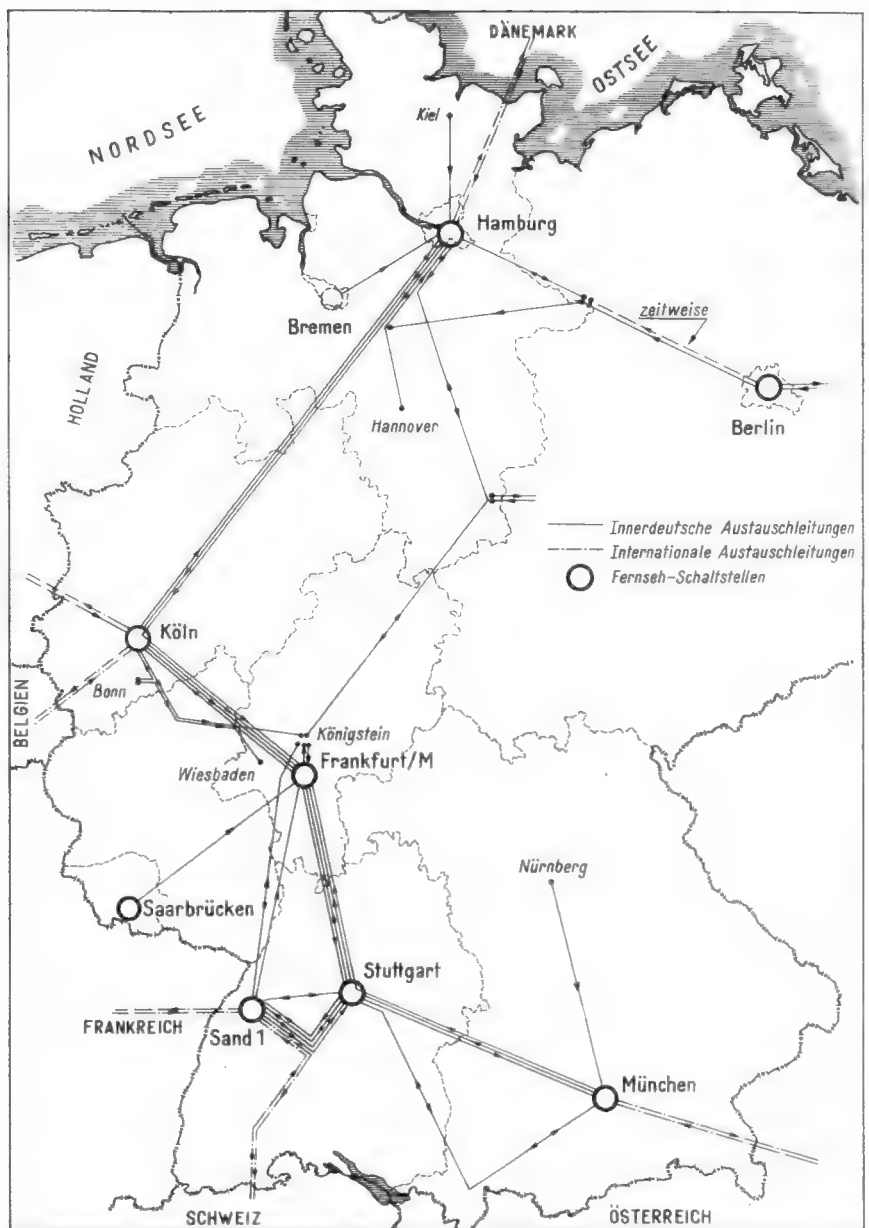 DÄNEMARK
OSTSEE
NORDSEE
Kiel
Hamburg
Bremen
zeitweise
HOLLAND
Hannover
Berlin
Innerdeutsche Austauschleitungen
Internationale Austauschleitungen
Fernseh-Schaltstellen
Köln
BELGIEN
Bonn
Königstein
Frankfurt/M
Wiesbaden
Nürnberg
Saarbrücken
Stuttgart
FRANKREICH
Sand 1
München
SCHWEIZ
ÖSTERREICH